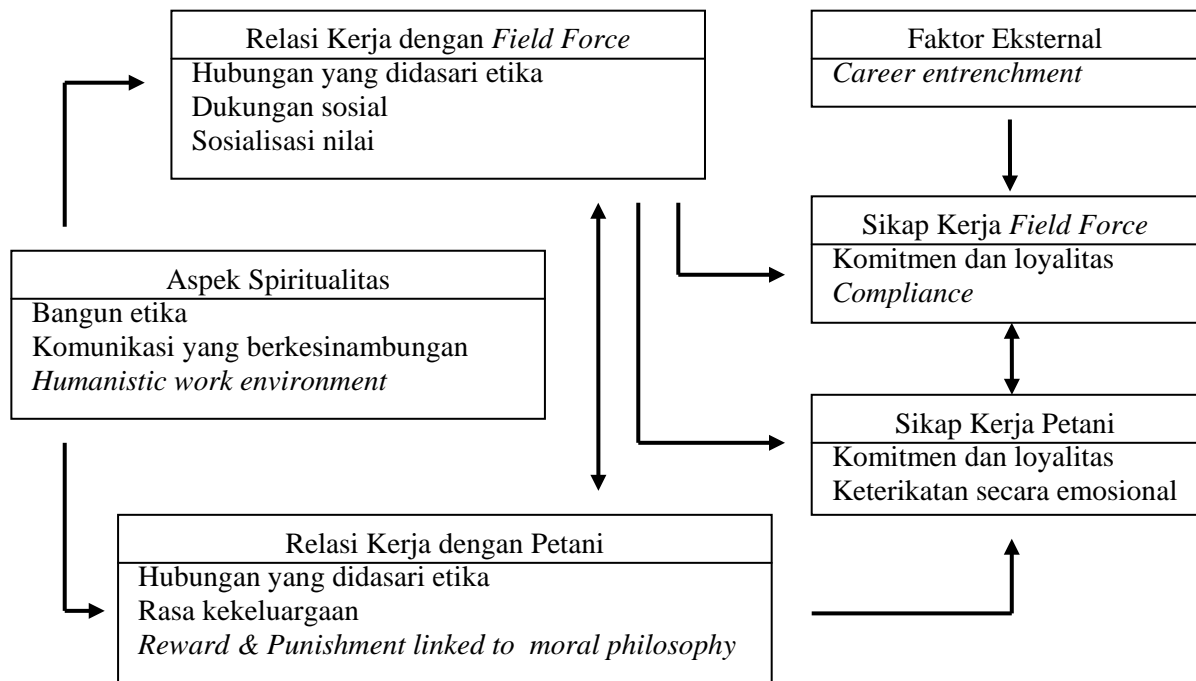 Relasi Kerja dengan Field Force
Hubungan yang didasari etika
Dukungan sosial
Sosialisasi nilai
Faktor Eksternal
Career entrenchment
Aspek Spiritualitas
Bangun etika
Komunikasi yang berkesinambungan
Humanistic work environment
Sikap Kerja Field Force
Komitmen dan loyalitas
Compliance
Sikap Kerja Petani
Komitmen dan loyalitas
Keterikatan secara emosional
Relasi Kerja dengan Petani
Hubungan yang didasari etika
Rasa kekeluargaan
Reward & Punishment linked to moral philosophy